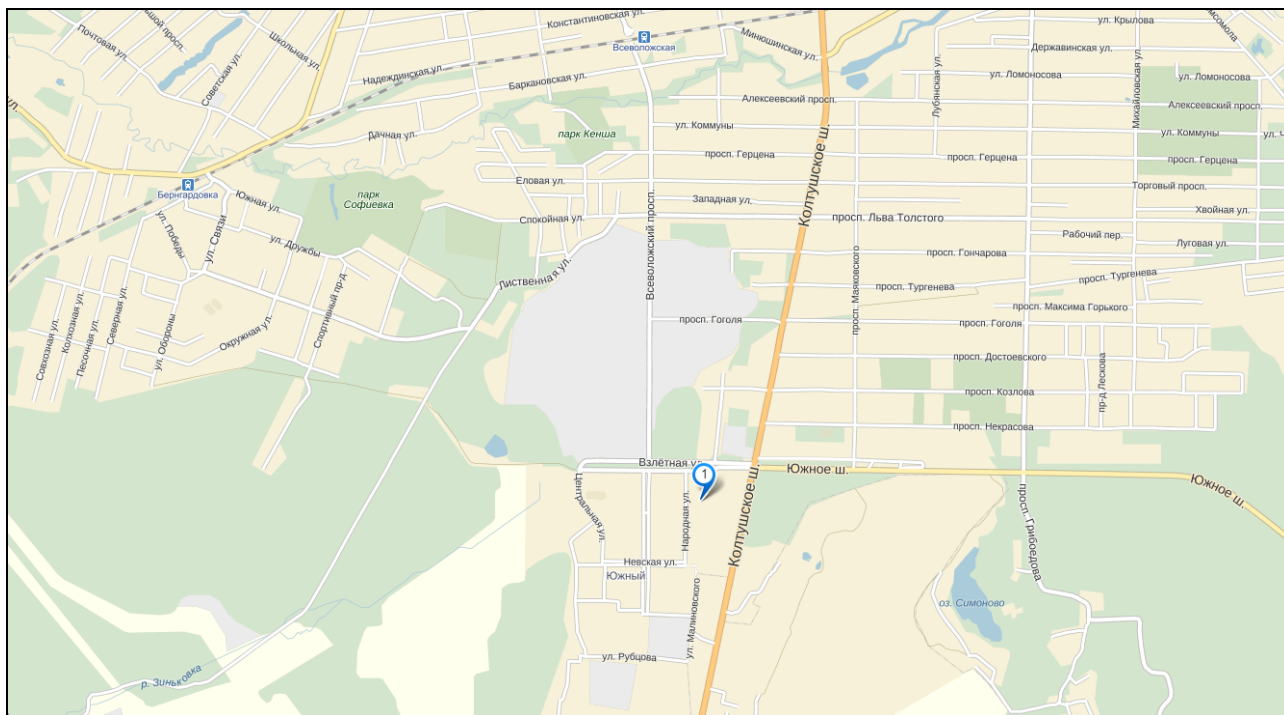 Константиновская ул.
ул. Крылова
Почтовая ул.
Школьная ул.
Всеволожская
Минюшинская ул.
Державинская ул.
Советская ул.
Надеждинская ул.
Баркановская ул.
Лубянская ул.
ул. Ломоносова
ул. Ломоносова
Михайловская ул.
Алексеевский просп.
Алексеевский просп.
Дачная ул.
парк Кенша
ул. Коммуны
ул. Коммуны
просп. Герцена
просп. Герцена
просп. Герцена
Колтушское ш.
Бернгардовка
Южная ул.
парк
Софиевка
Еловая ул.
Торговый просп.
Западная ул.
Всеволожский просп.
Спокойная ул.
просп. Льва Толстого
Хвойная ул.
ул. Победы
ул. Связи
ул. Дружбы
Рабочий пер.
Луговая ул.
просп. Гончарова
Лиственная ул.
просп. Маяковского
просп. Тургенева
просп. Тургенева
Спортивный пр-д
просп. Максима Горького
Совхозная ул.
Колхозная ул.
Песочная ул.
Северная ул.
ул. Обороны
Окружная ул.
просп. Гоголя
просп. Гоголя
просп. Достоевского
пр-д Лескова
просп. Козлова
просп. Некрасова
Взлётная ул.
1
Южное ш.
Южное ш.
Колтушское ш.
Центральная ул.
Народная ул.
просп. Грибоедова
Невская ул.
Южный
оз. Симоново
ул. Малиновского
ул. Рубцова
р. Зиньковка